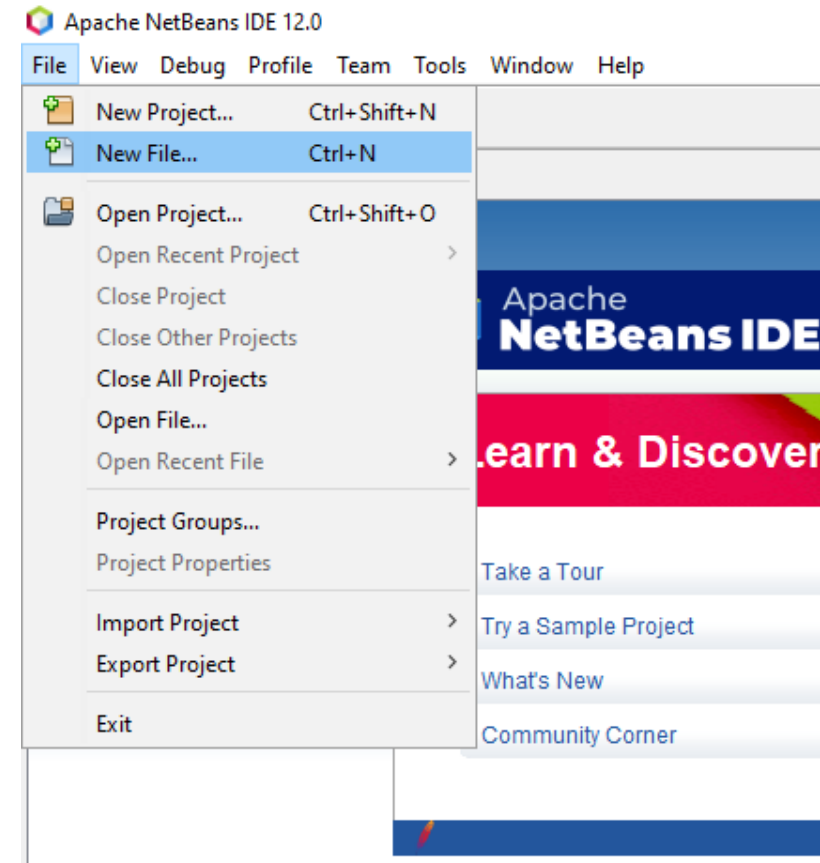 Apache NetBeans IDE 12.0
File View Debug Profile Team Tools Window Help
New Project... Ctrl+Shift+N
New File... Ctrl+N
Open Project... Ctrl+Shift+O
Open Recent Project
Close Project
Close Other Projects
Close All Projects
Open File...
Open Recent File
Project Groups...
Project Properties
Import Project
Export Project
Exit
Apache
NetBeans IDE
earn & Discover
Take a Tour
Try a Sample Project
What's New
Community Corner